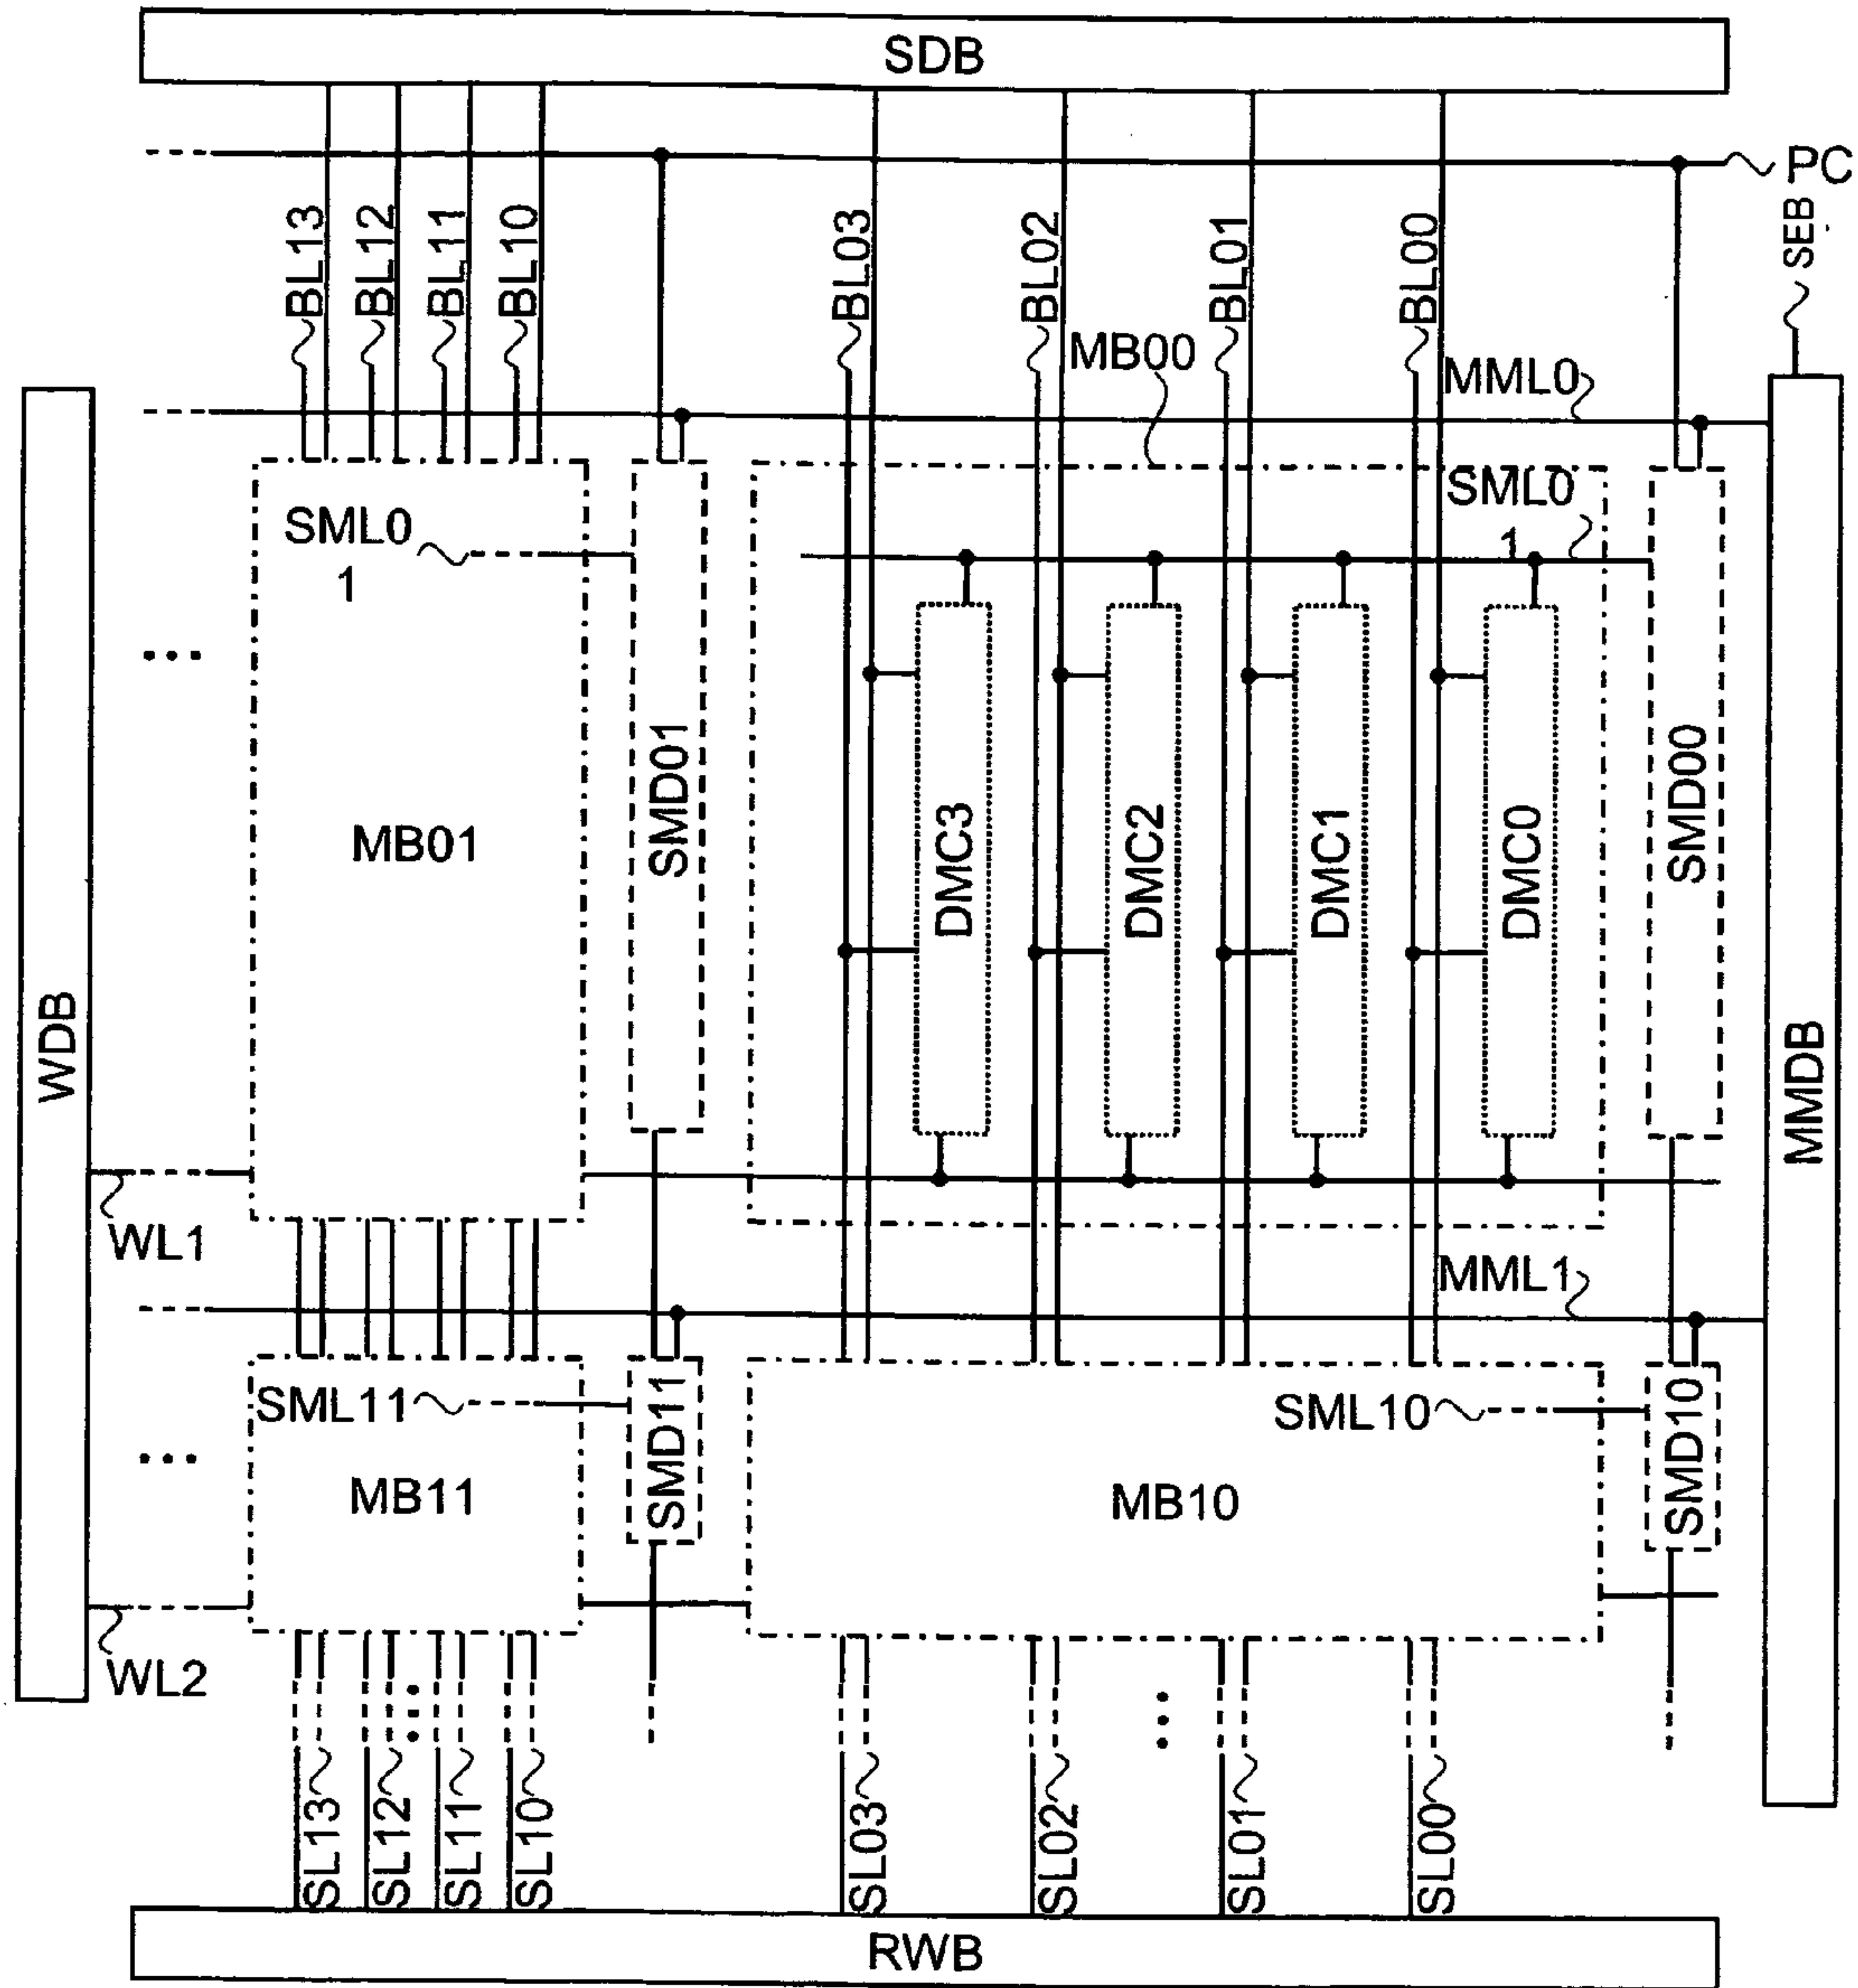 SDB
PC
SEB
BL13
BL12
BL11
BL10
BL03
BL02
BL01
BL00
MB00
MML0
SML0
1
SML0
1
...
MB01
SMD01
DMC3
DMC2
DMC1
DMC0
SMD00
WDB
MMDB
WL1
MML1
SML11
SML10
...
MB11
SMD11
MB10
SMD10
WL2
...
...
SL13
SL12
SL11
SL10
SL03
SL02
SL01
SL00
RWB